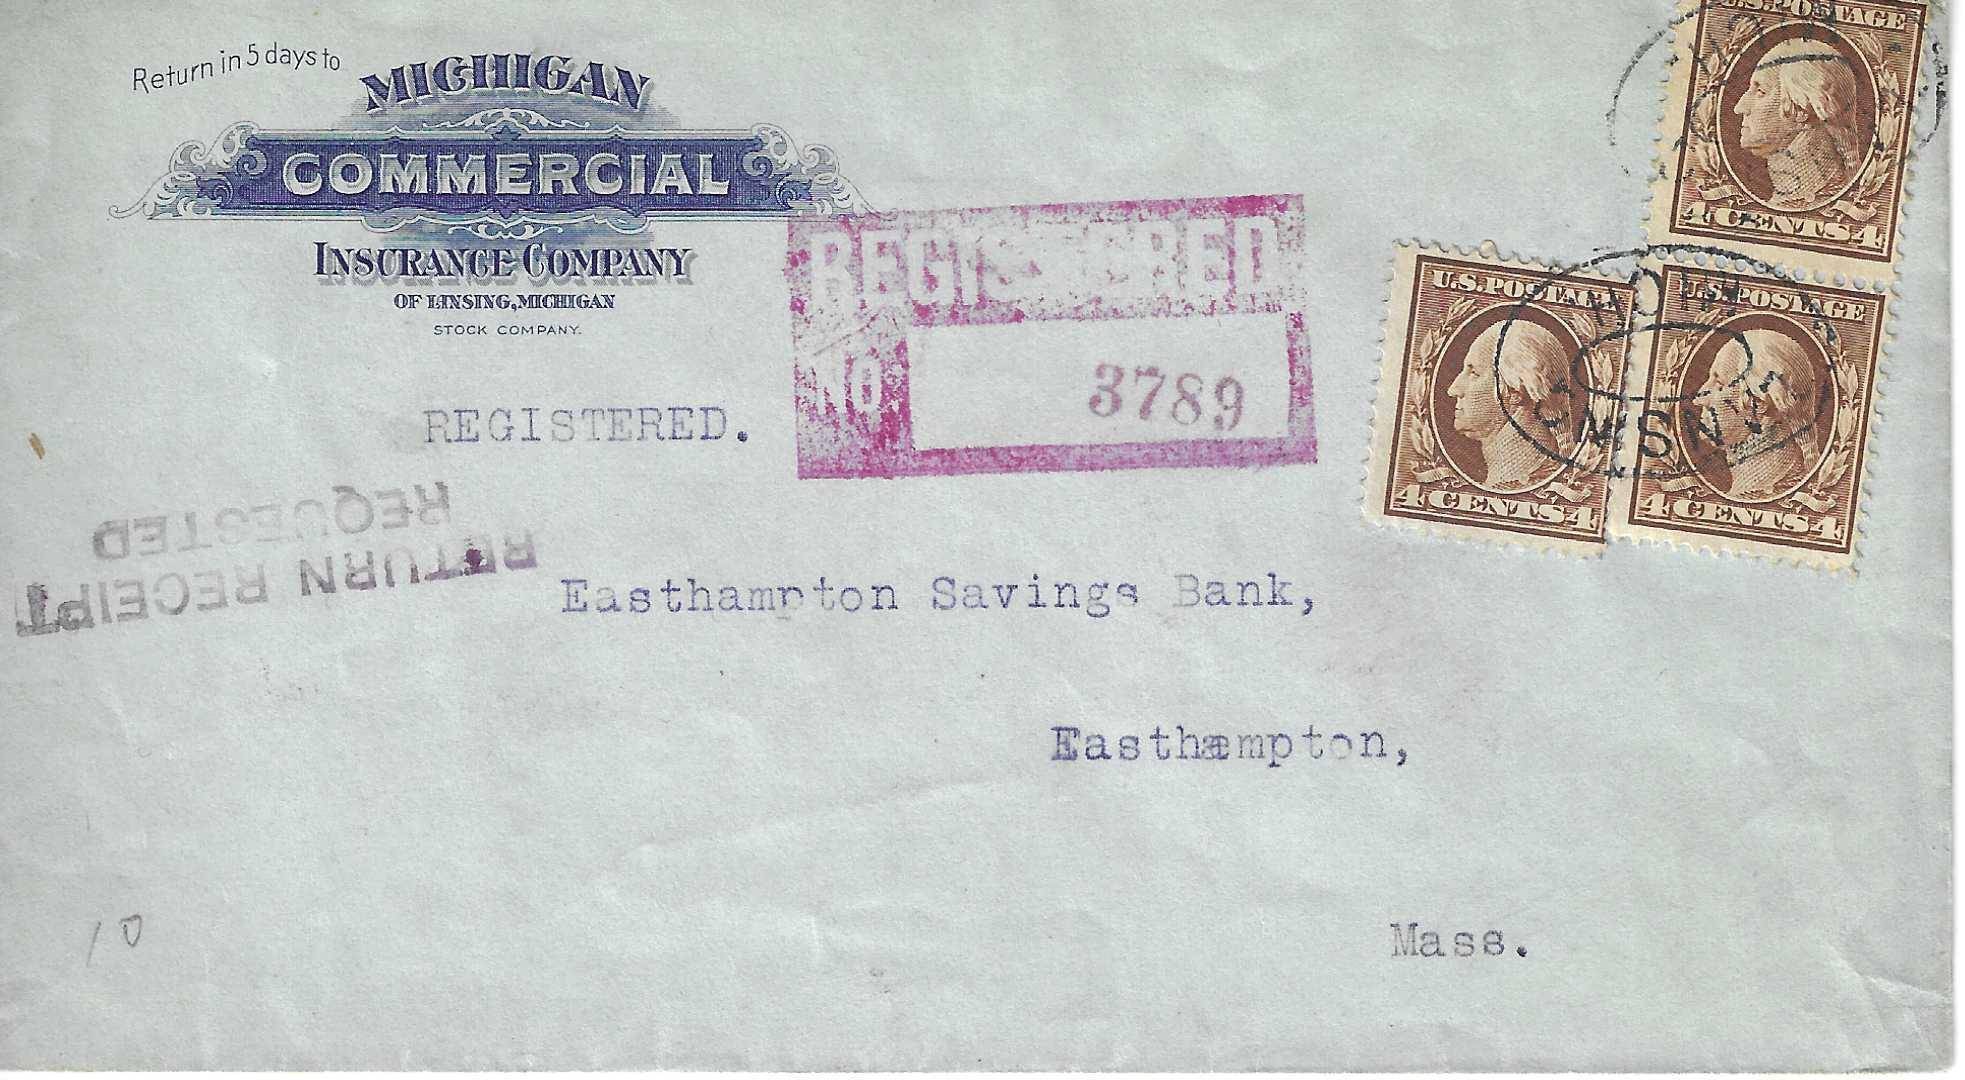 Return in 5 days to
MICHIGAN
COMMERCIAL
INSURANCE COMPANY
OF LANSING, MICHIGAN
STOCK COMPANY.
REGISTERED
NO.
3789
REGISTERED.
RETURN RECEIPT
REQUESTED
U.S. POSTAGE
4 CENTS 4
U.S. POSTAGE
4 CENTS 4
U.S. POSTAGE
4 CENTS 4
LANSING
MICH
Easthampton Savings Bank,
Easthampton,
Mass.
10